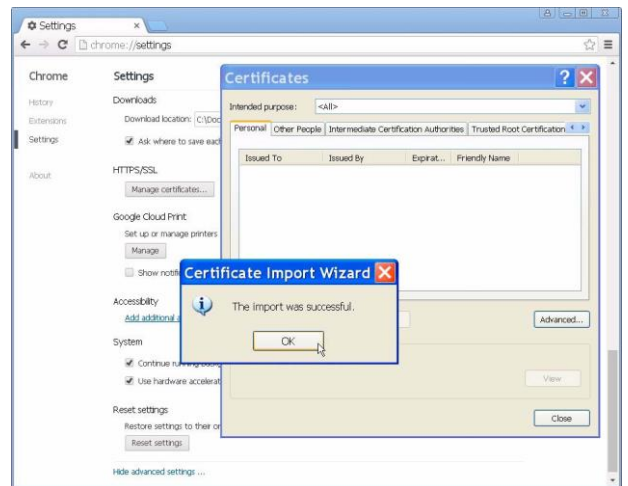 Settings
chrome://settings
Chrome
History
Extensions
Settings
About
Settings
Downloads
Download location: C:\Doc
Ask where to save each
HTTPS/SSL
Manage certificates...
Google Cloud Print
Set up or manage printers
Manage
Show notifi
Accessibility
Add additional a
System
Continue running backg
Use hardware accelerat
Reset settings
Restore settings to their or
Reset settings
Hide advanced settings ...
Certificates
Intended purpose: <All>
Personal Other People Intermediate Certification Authorities Trusted Root Certification
Issued To Issued By Expirat... Friendly Name
Advanced...
View
Close
Certificate Import Wizard
The import was successful.
OK